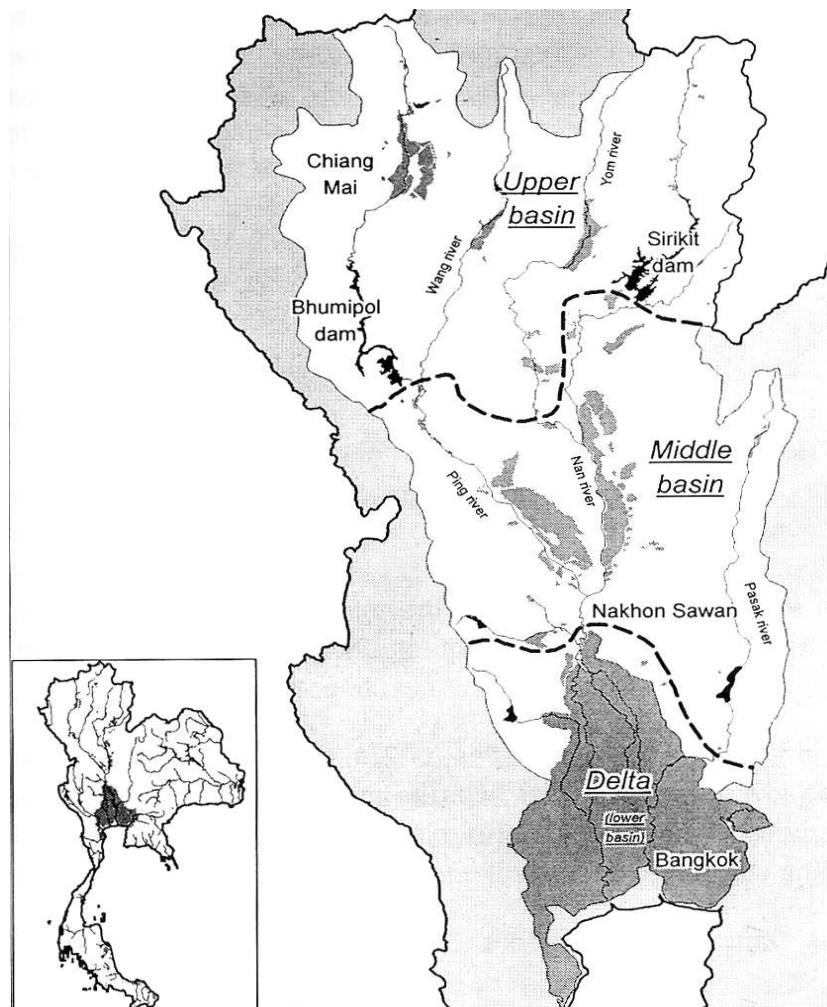 Chiang
Mai
Upper
basin
Yom river
Wang river
Sirikit
dam
Bhumipol
dam
Middle
basin
Ping river
Nan river
Nakhon Sawan
Pasak river
Delta
(lower
basin)
Bangkok